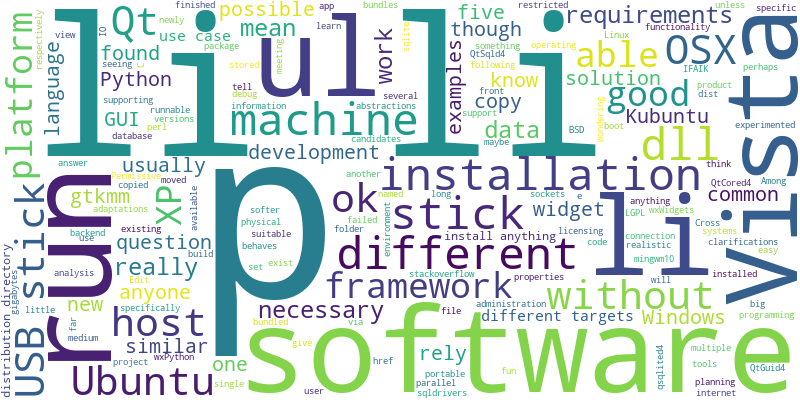 li
li
p
software
run
vista
ul
li
machine
installation
stick
different
framework
without
OSX
able
good
dll
Qt
platform
language
Python
GUI
found
use case
mean
possible
newly
finished
app
bundles
restricted
unless
specific
five
though
requirements
functionality
Linux
know
solution
copy
examples
work
data
Kubuntu
development
usually
XP
gtkmm
question
really
anyone
new
host
similar
one
Ubuntu
USB stick
ok
widget
necessary
rely
different targets
Windows
common
install anything
respectively
view
IO
seeing
package
supporting
C
runnable
versions
perl
database
answer
Permissive
moved
copied
adaptations
backend
use
existing
available
analysis
build
Edit
specifically
gigabytes
little
far
big
medium
project
wxPython
single
bundled
give
via
user
href
fun
learn
sqlite
stored
meeting
something
operating
QtSqld4
tell
debug
following
information
front
several
abstractions
support
candidates
maybe
BSD
boot
dist
product
perhaps
IFAIK
wondering
experimented
think
Among
QtCored4
another
named
long
sockets
e
anything
LGPL
wxWidgets
Cross
systems
clarifications
easy
softer
physical
suitable
behaves
folder
failed
environment
set
exist
licensing
code
connection
realistic
mingwm10
stackoverflow
properties
will
installed
administration
file
programming
portable
parallel
sqldrivers
qsqlited4
multiple
tools
QtGuid4
planning
internet
distribution directory